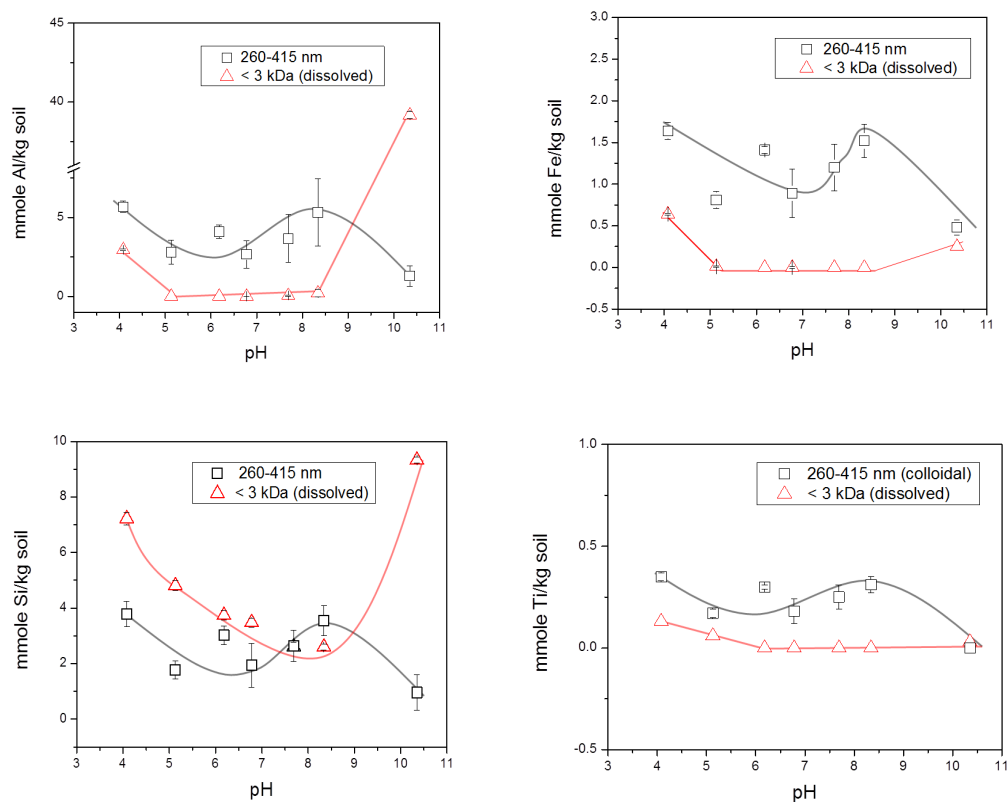 45
40
5
0
3 4 5 6 7 8 9 10 11
mmole Al/kg soil
pH
260-415 nm
< 3 kDa (dissolved)
3.0
2.5
2.0
1.5
1.0
0.5
0.0
-0.5
3 4 5 6 7 8 9 10 11
mmole Fe/kg soil
pH
260-415 nm
< 3 kDa (dissolved)
10
8
6
4
2
0
3 4 5 6 7 8 9 10 11
mmole Si/kg soil
pH
260-415 nm
< 3 kDa (dissolved)
1.0
0.5
0.0
-0.5
3 4 5 6 7 8 9 10 11
mmole Ti/kg soil
pH
260-415 nm (colloidal)
< 3 kDa (dissolved)